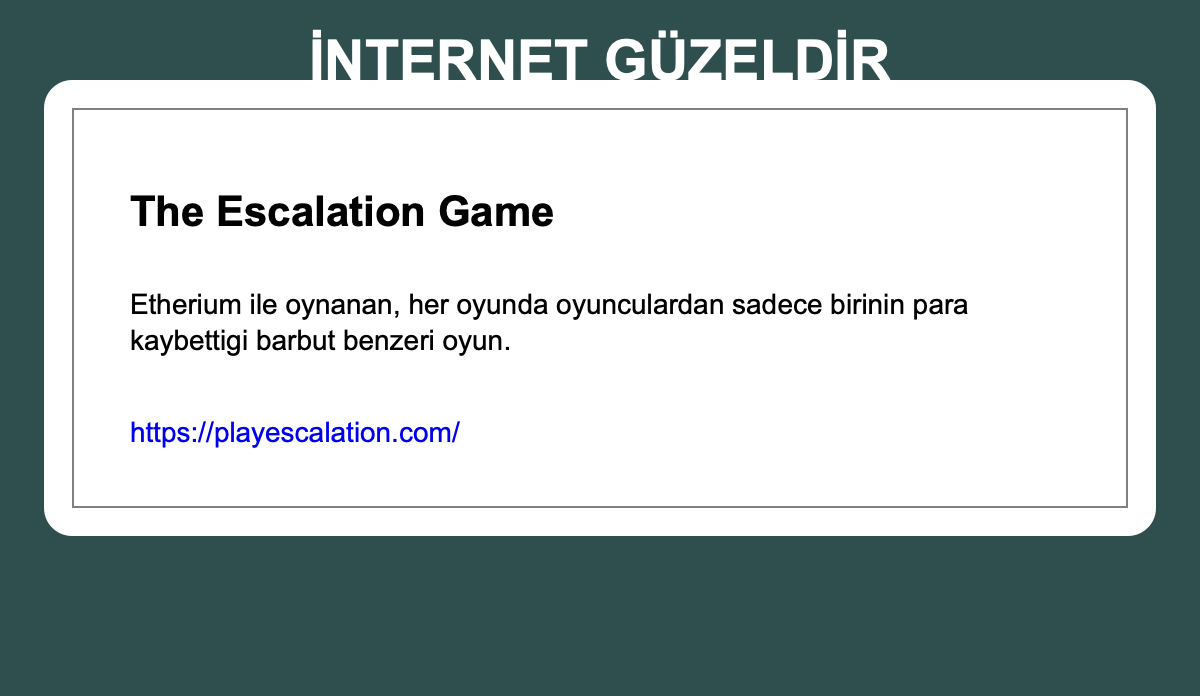 İNTERNET GÜZELDİR
The Escalation Game
Etherium ile oynanan, her oyunda oyunculardan sadece birinin para
kaybettigi barbut benzeri oyun.
https://playescalation.com/